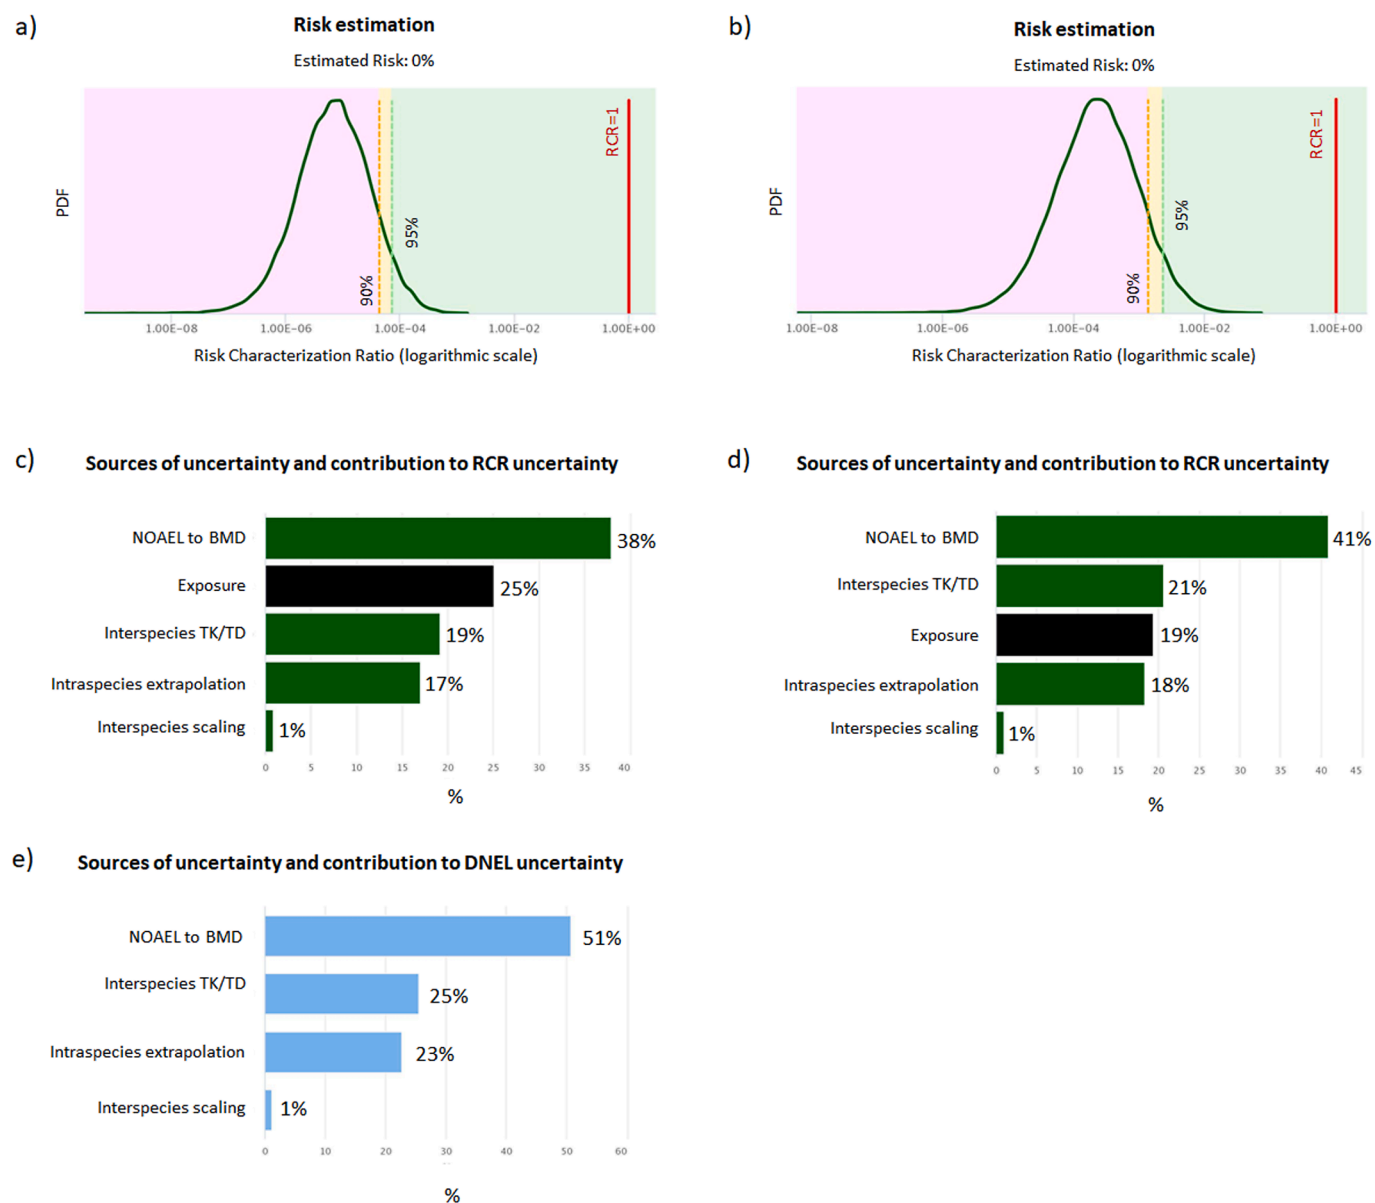 a)
Risk estimation
Estimated Risk: 0%
PDF
90%
95%
RCR=1
1.00E-08 1.00E-06 1.00E-04 1.00E-02 1.00E+00
Risk Characterization Ratio (logarithmic scale)
b)
Risk estimation
Estimated Risk: 0%
PDF
90%
95%
RCR=1
1.00E-08 1.00E-06 1.00E-04 1.00E-02 1.00E+00
Risk Characterization Ratio (logarithmic scale)
c)
Sources of uncertainty and contribution to RCR uncertainty
NOAEL to BMD 38%
Exposure 25%
Interspecies TK/TD 19%
Intraspecies extrapolation 17%
Interspecies scaling 1%
0 5 10 15 20 25 30 35 40
%
d)
Sources of uncertainty and contribution to RCR uncertainty
NOAEL to BMD 41%
Interspecies TK/TD 21%
Exposure 19%
Intraspecies extrapolation 18%
Interspecies scaling 1%
0 5 10 15 20 25 30 35 40 45
%
e)
Sources of uncertainty and contribution to DNEL uncertainty
NOAEL to BMD 51%
Interspecies TK/TD 25%
Intraspecies extrapolation 23%
Interspecies scaling 1%
0 10 20 30 40 50 60
%